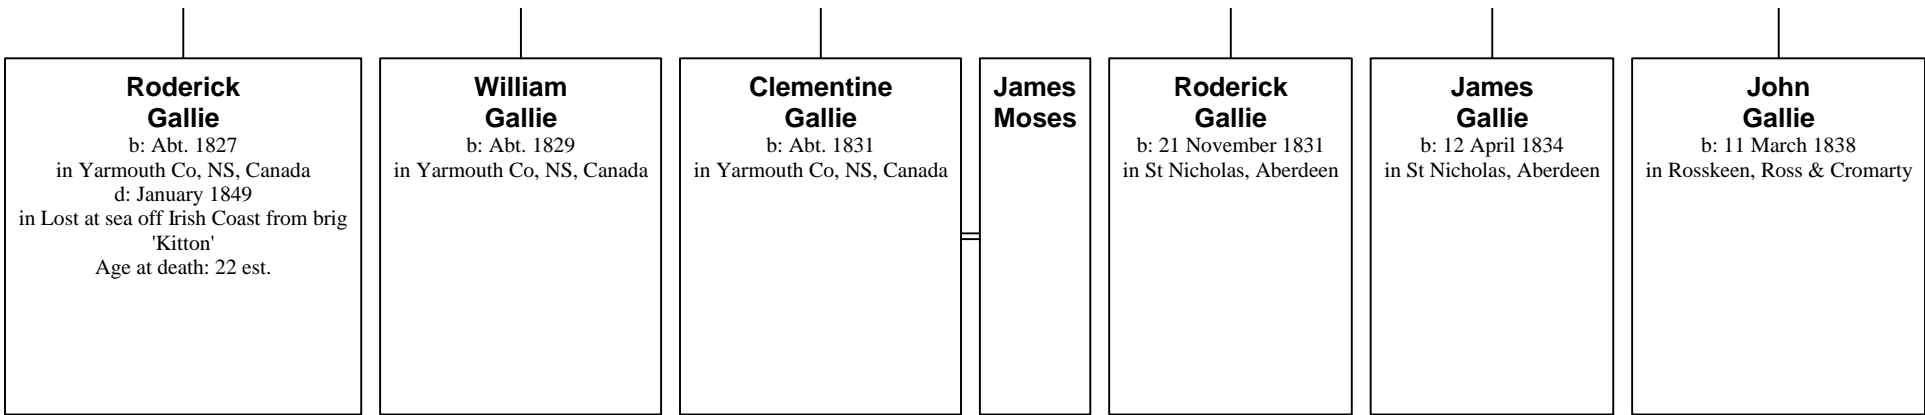 Roderick
Gallie
b: Abt. 1827
in Yarmouth Co, NS, Canada
d: January 1849
in Lost at sea off Irish Coast from brig
'Kitton'
Age at death: 22 est.
William
Gallie
b: Abt. 1829
in Yarmouth Co, NS, Canada
Clementine
Gallie
b: Abt. 1831
in Yarmouth Co, NS, Canada
James
Moses
Roderick
Gallie
b: 21 November 1831
in St Nicholas, Aberdeen
James
Gallie
b: 12 April 1834
in St Nicholas, Aberdeen
John
Gallie
b: 11 March 1838
in Rosskeen, Ross & Cromarty